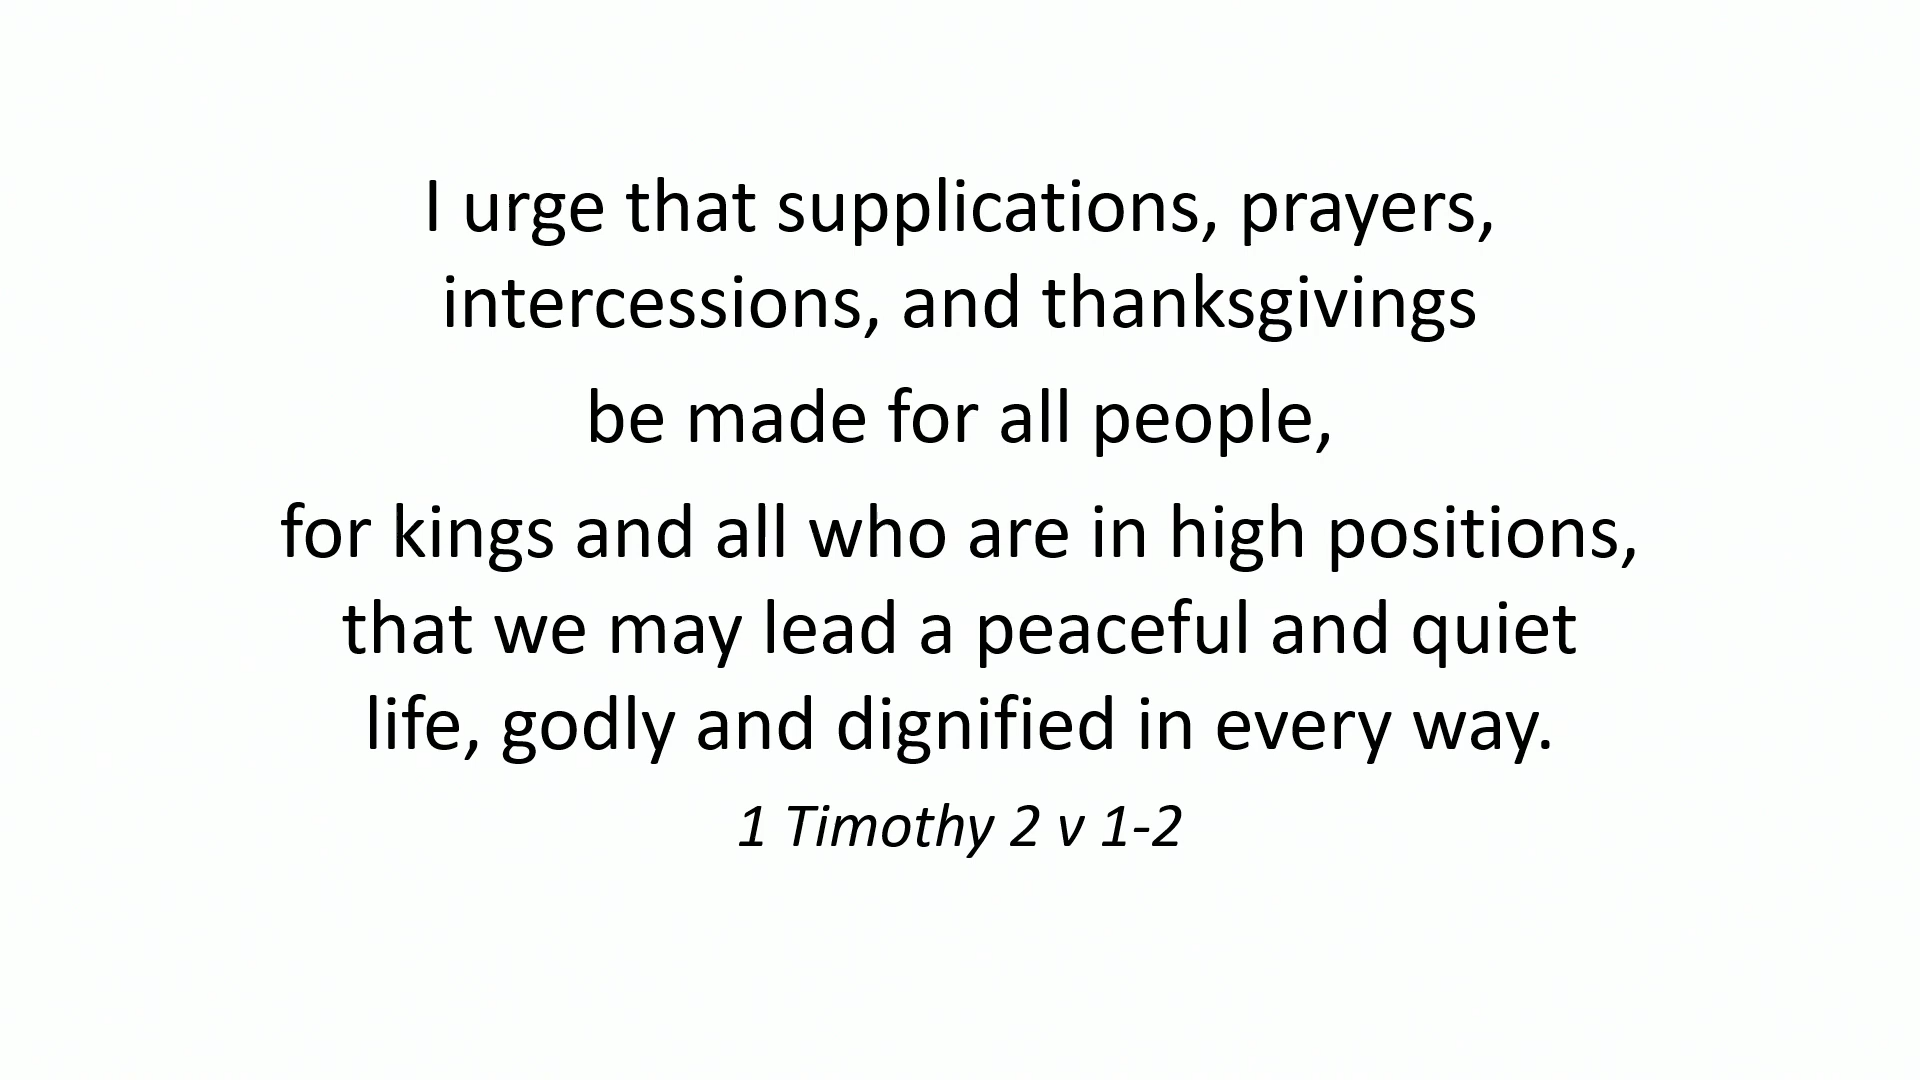 I urge that supplications, prayers,
intercessions, and thanksgivings
be made for all people,
for kings and all who are in high positions,
that we may lead a peaceful and quiet
life, godly and dignified in every way.
1 Timothy 2 v 1-2